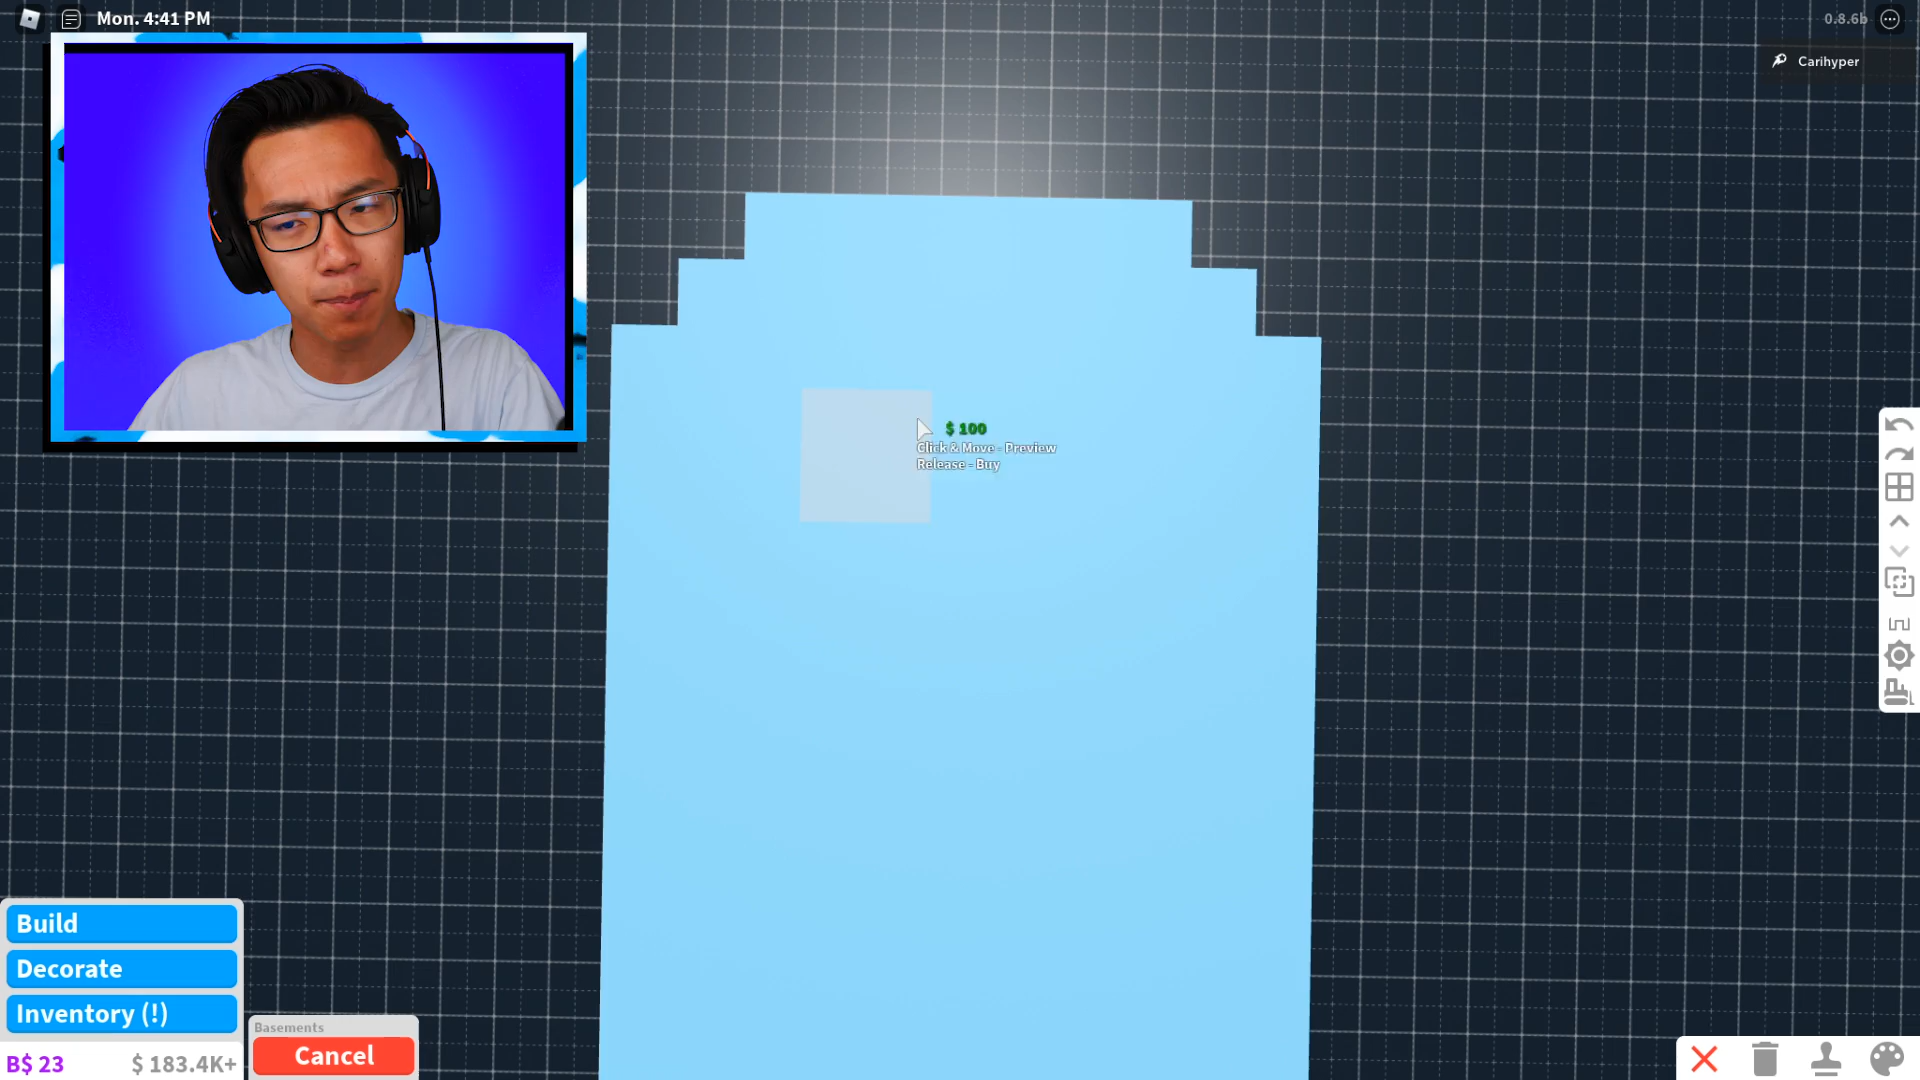 Mon. 4:41 PM
0.8.6b
Carihyper
$ 100
Click & Move - Preview
Release - Buy
Build
Decorate
Inventory (!)
B$ 23
$ 183.4K+
Basements
Cancel